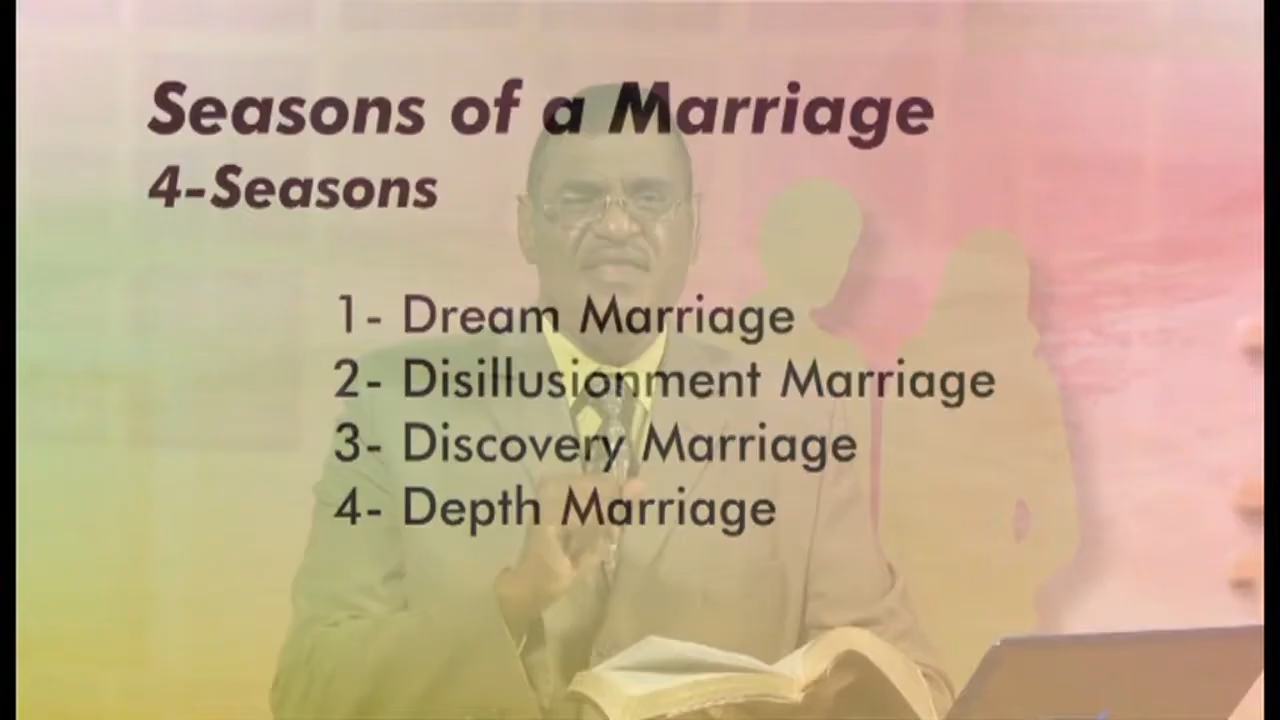 Seasons of a Marriage
4-Seasons
1- Dream Marriage
2- Disillusionment Marriage
3- Discovery Marriage
4- Depth Marriage